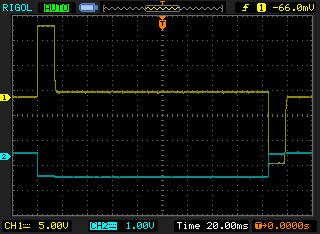 RIGOL AUTO T 1 -66.0mV
T
1
2
CH1 5.00V CH2 1.00V Time 20.00ms T→0.0000s